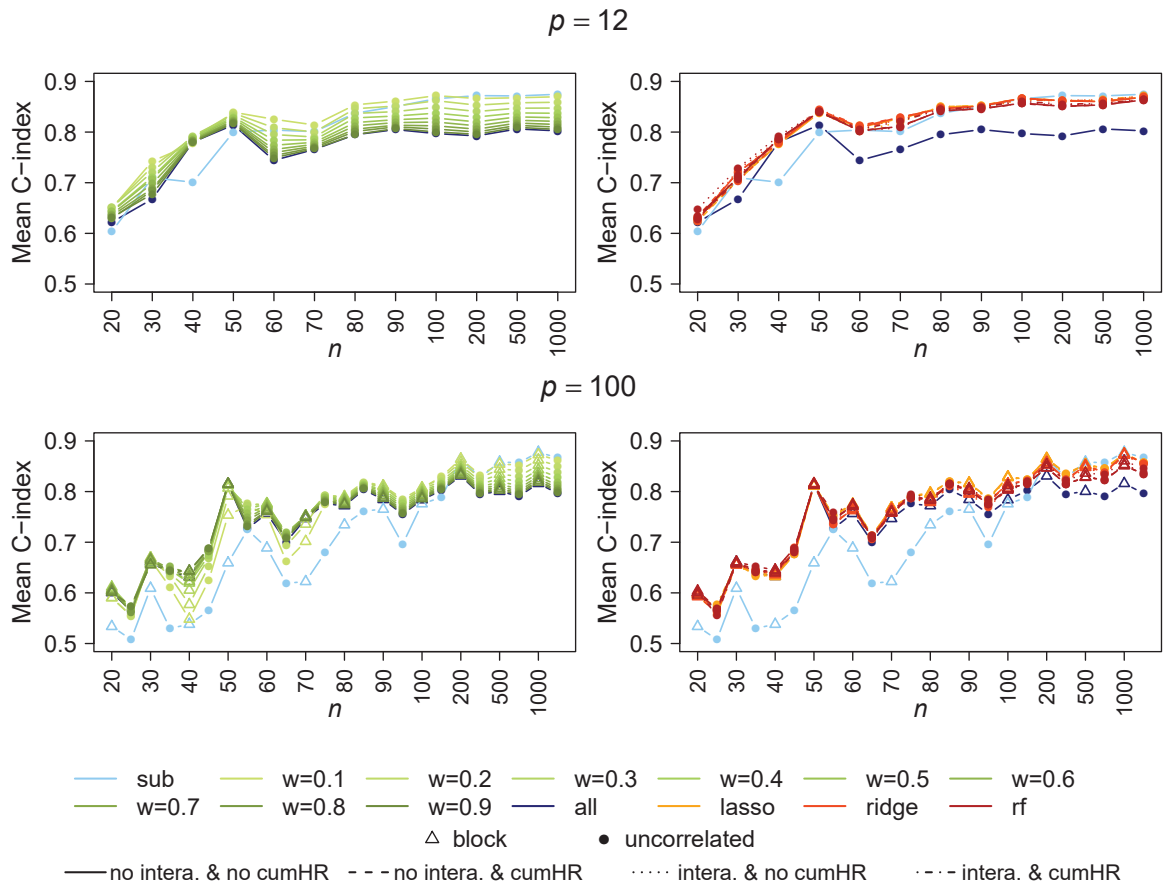 p = 12
Mean C−index
0.9
0.8
0.7
0.6
0.5
20 30 40 50 60 70 80 90 100 200 500 1000
n
Mean C−index
0.9
0.8
0.7
0.6
0.5
20 30 40 50 60 70 80 90 100 200 500 1000
n
p = 100
Mean C−index
0.9
0.8
0.7
0.6
0.5
20 30 40 50 60 70 80 90 100 200 500 1000
n
Mean C−index
0.9
0.8
0.7
0.6
0.5
20 30 40 50 60 70 80 90 100 200 500 1000
n
sub w=0.1 w=0.2 w=0.3 w=0.4 w=0.5 w=0.6
w=0.7 w=0.8 w=0.9 all lasso ridge rf
block uncorrelated
no intera. & no cumHR no intera. & cumHR intera. & no cumHR intera. & cumHR